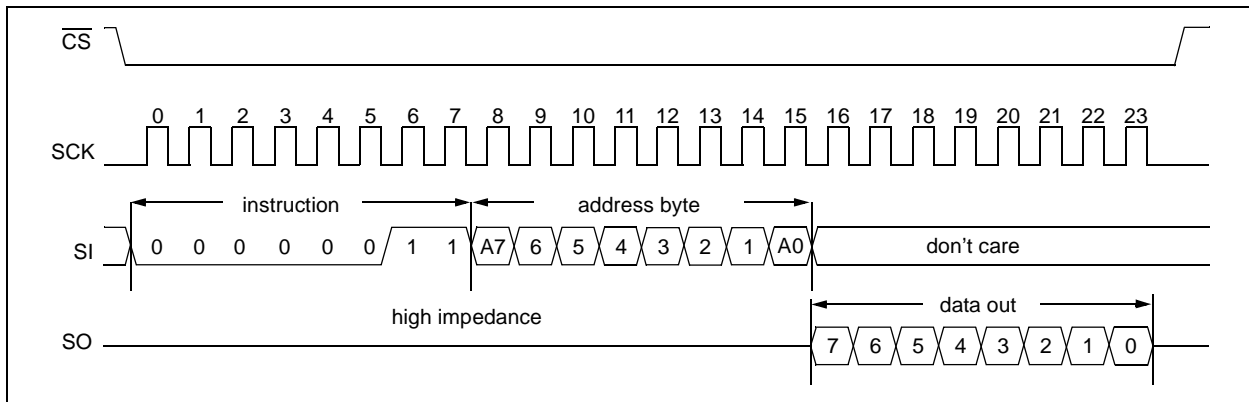 CS
0 1 2 3 4 5 6 7 8 9 10 11 12 13 14 15 16 17 18 19 20 21 22 23
SCK
instruction address byte
SI 0 0 0 0 0 0 1 1 A7 6 5 4 3 2 1 A0 don't care
data out
high impedance
SO 7 6 5 4 3 2 1 0